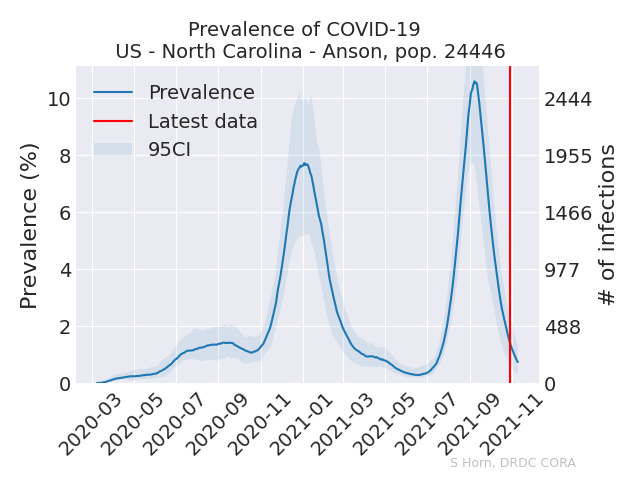 Prevalence of COVID-19
US - North Carolina - Anson, pop. 24446
Prevalence
Latest data
95CI
Prevalence (%)
10
8
6
4
2
0
2444
1955
1466
977
488
0
# of infections
2020-03
2020-05
2020-07
2020-09
2020-11
2021-01
2021-03
2021-05
2021-07
2021-09
2021-11
S Horn, DRDC CORA